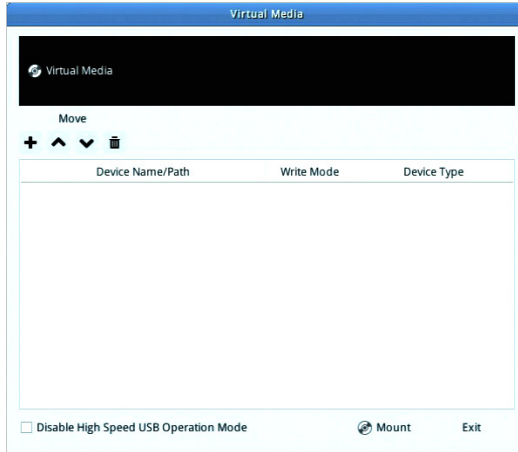 Virtual Media
Virtual Media
Move
Device Name/Path Write Mode Device Type
Disable High Speed USB Operation Mode Mount Exit